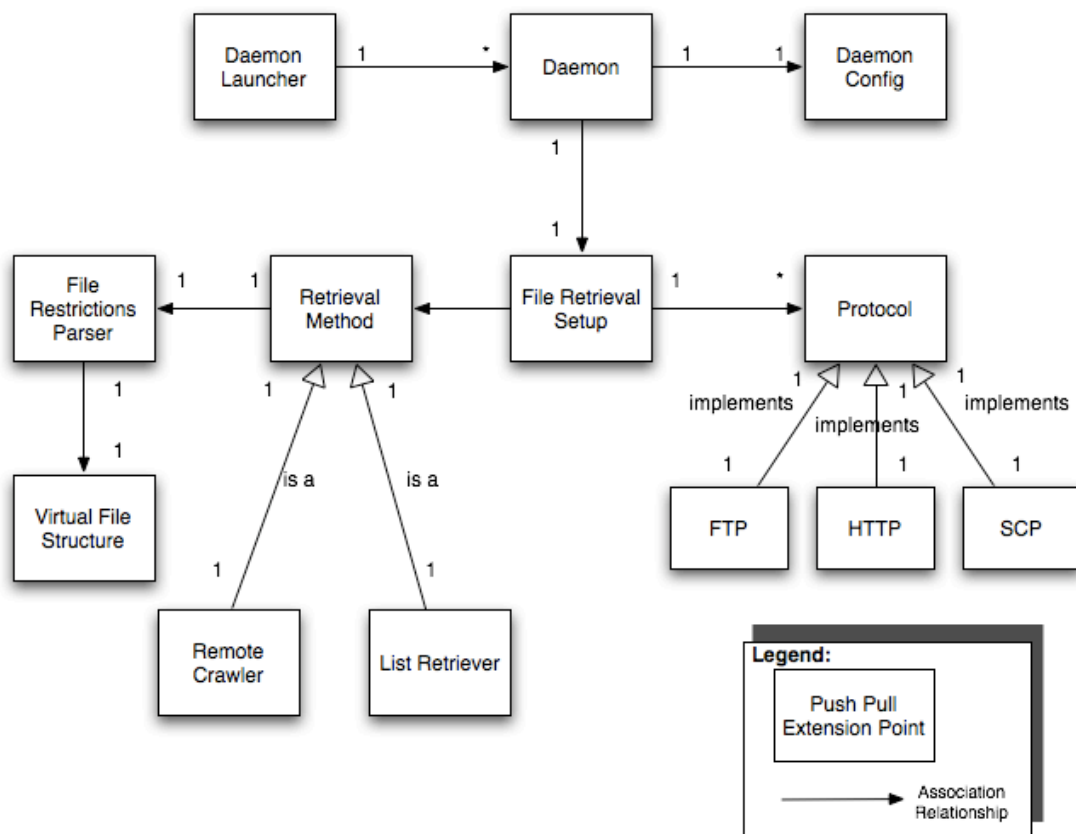 Daemon
Launcher
1
*
Daemon
1
1
Daemon
Config
1
1
File
Restrictions
Parser
1
1
Retrieval
Method
File Retrieval
Setup
1
*
Protocol
1
1
1
1
1
1
1
implements
implements
implements
1
1
1
1
Virtual File
Structure
is a
is a
FTP
HTTP
SCP
1
1
Remote
Crawler
List Retriever
Legend:
Push Pull
Extension Point
Association
Relationship